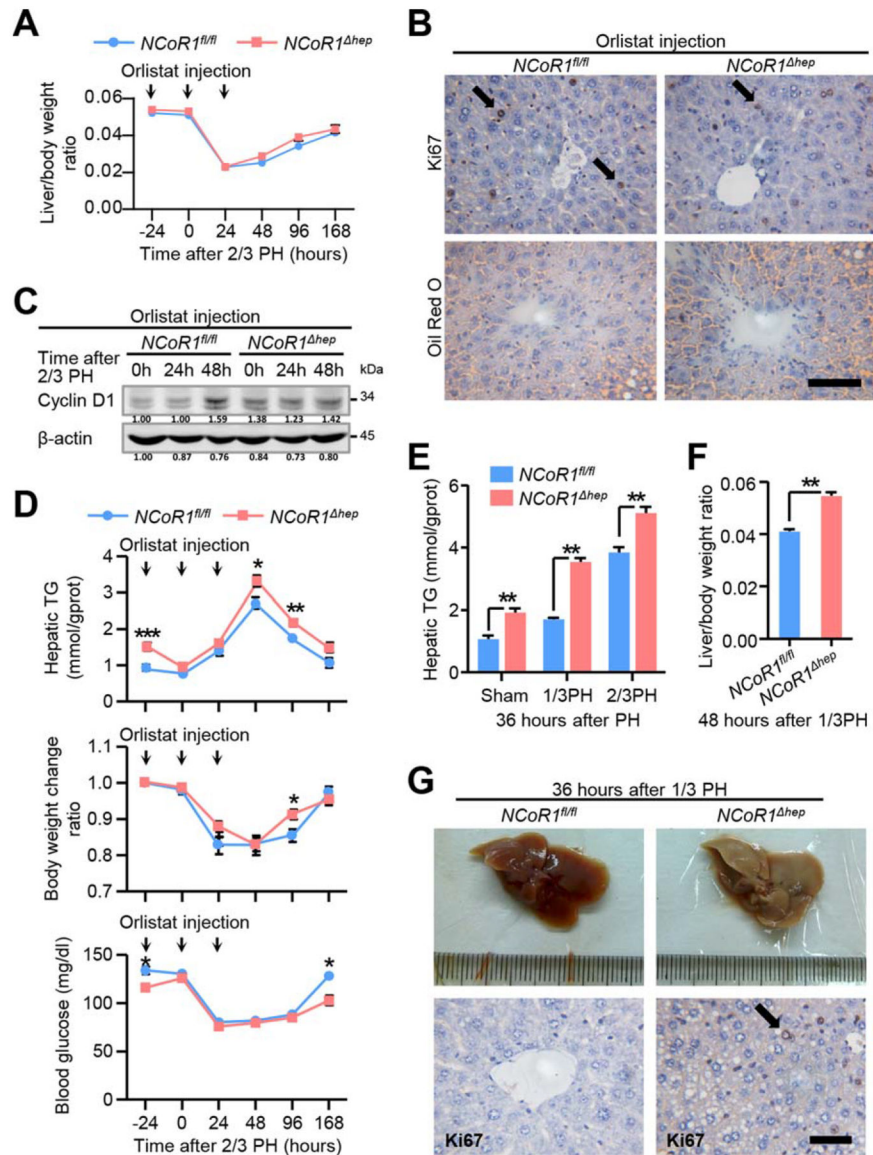 A
NCoR1fl/fl NCoR1Δhep
Orlistat injection
Liver/body weight ratio
0.06
0.04
0.02
0.00
-24 0 24 48 96 168
Time after 2/3 PH (hours)
B
Orlistat injection
NCoR1fl/fl NCoR1Δhep
Ki67
Oil Red O
C
Orlistat injection
NCoR1fl/fl NCoR1Δhep
Time after 2/3 PH
0h 24h 48h 0h 24h 48h kDa
Cyclin D1 34
1.00 1.00 1.59 1.38 1.23 1.42
β-actin 45
1.00 0.87 0.76 0.84 0.73 0.80
D
NCoR1fl/fl NCoR1Δhep
Orlistat injection
Hepatic TG (mmol/gprot)
4
3
2
1
0
*** * **
Orlistat injection
Body weight change ratio
1.1
1.0
0.9
0.8
0.7
*
Orlistat injection
Blood glucose (mg/dl)
150
100
50
0
* *
-24 0 24 48 96 168
Time after 2/3 PH (hours)
E
NCoR1fl/fl
NCoR1Δhep
Hepatic TG (mmol/gprot)
6
4
2
0
** ** **
Sham 1/3PH 2/3PH
36 hours after PH
F
Liver/body weight ratio
0.06
0.04
0.02
0.00
**
NCoR1fl/fl
NCoR1Δhep
48 hours after 1/3PH
G
36 hours after 1/3 PH
NCoR1fl/fl NCoR1Δhep
Ki67 Ki67